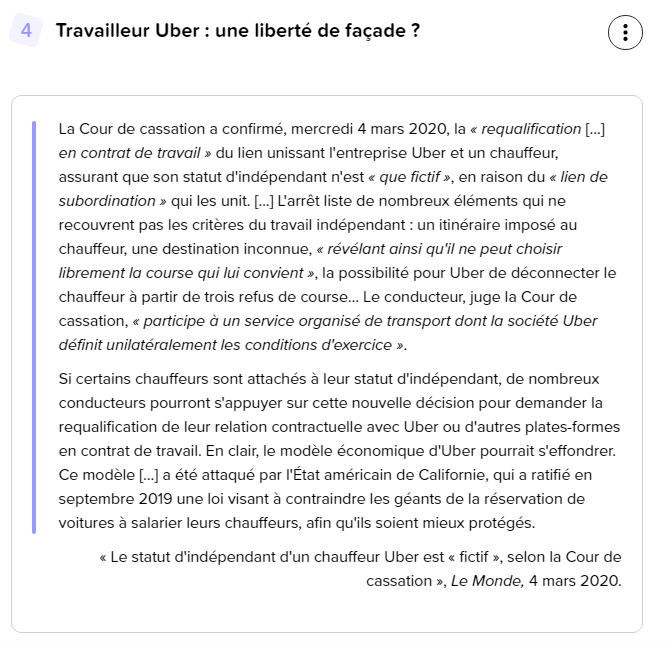 4 Travailleur Uber : une liberté de façade ?
La Cour de cassation a confirmé, mercredi 4 mars 2020, la « requalification [...]
en contrat de travail » du lien unissant l'entreprise Uber et un chauffeur,
assurant que son statut d'indépendant n'est « que fictif », en raison du « lien de
subordination » qui les unit. [...] L'arrêt liste de nombreux éléments qui ne
recouvrent pas les critères du travail indépendant : un itinéraire imposé au
chauffeur, une destination inconnue, « révélant ainsi qu'il ne peut choisir
librement la course qui lui convient », la possibilité pour Uber de déconnecter le
chauffeur à partir de trois refus de course... Le conducteur, juge la Cour de
cassation, « participe à un service organisé de transport dont la société Uber
définit unilatéralement les conditions d'exercice ».
Si certains chauffeurs sont attachés à leur statut d'indépendant, de nombreux
conducteurs pourront s'appuyer sur cette nouvelle décision pour demander la
requalification de leur relation contractuelle avec Uber ou d'autres plates-formes
en contrat de travail. En clair, le modèle économique d'Uber pourrait s'effondrer.
Ce modèle [...] a été attaqué par l'État américain de Californie, qui a ratifié en
septembre 2019 une loi visant à contraindre les géants de la réservation de
voitures à salarier leurs chauffeurs, afin qu'ils soient mieux protégés.
« Le statut d'indépendant d'un chauffeur Uber est « fictif », selon la Cour de
cassation », Le Monde, 4 mars 2020.